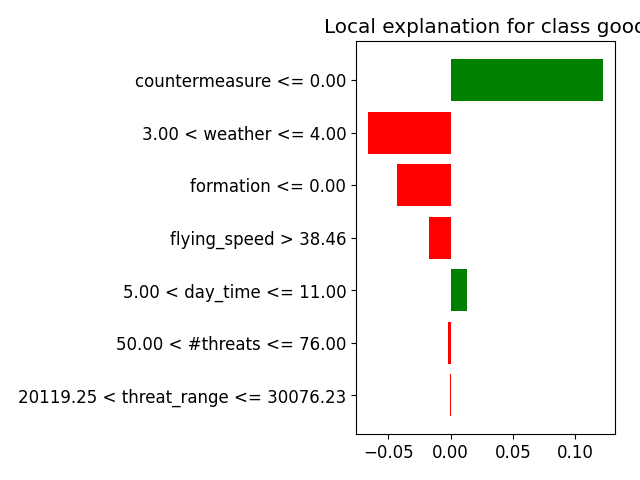 Local explanation for class good
countermeasure <= 0.00
3.00 < weather <= 4.00
formation <= 0.00
flying_speed > 38.46
5.00 < day_time <= 11.00
50.00 < #threats <= 76.00
20119.25 < threat_range <= 30076.23
−0.05 0.00 0.05 0.10